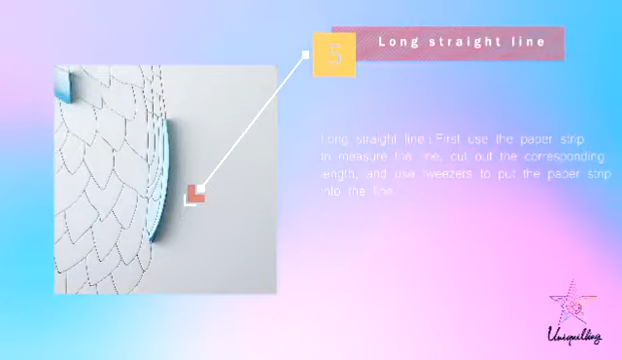 5
Long straight line
Long straight line : First use the paper strip
to measure the line, cut out the corresponding
length, and use tweezers to put the paper strip
into the line.
Uniquilling